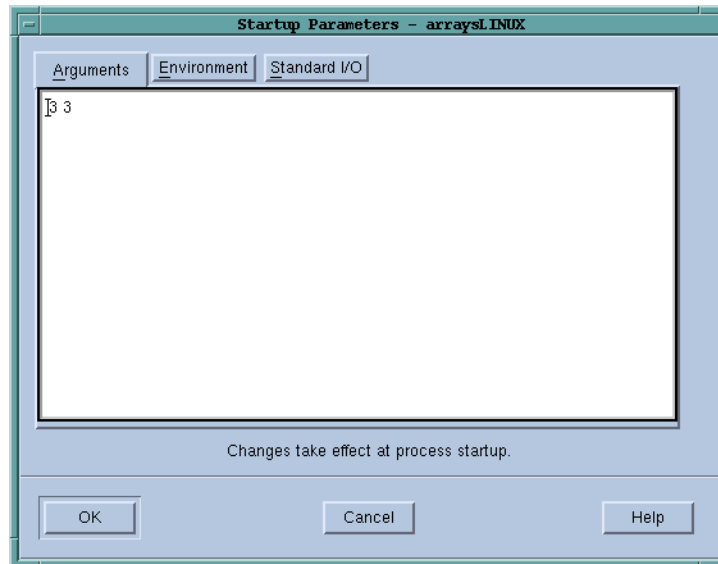 Startup Parameters - arraysLINUX
Arguments Environment Standard I/O
3 3
Changes take effect at process startup.
OK Cancel Help